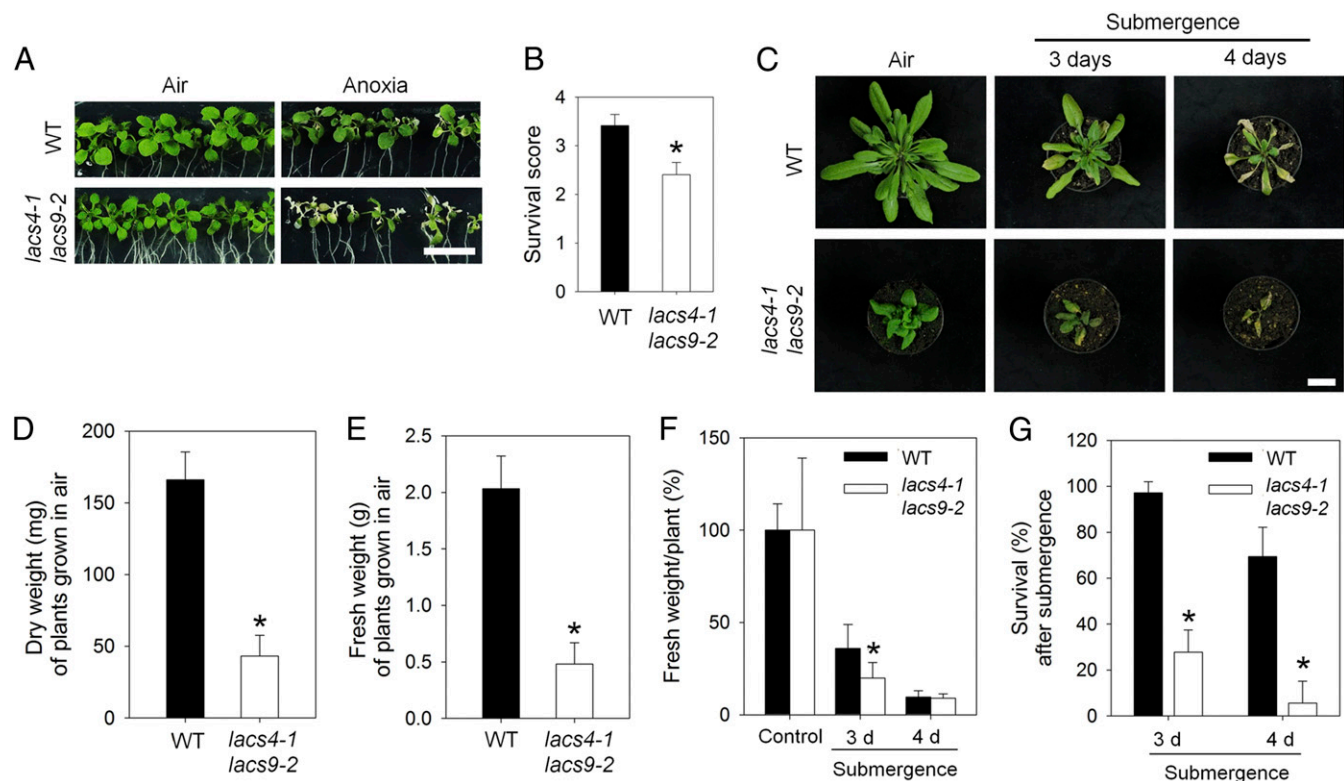 A
Air
Anoxia
WT
lacs4-1
lacs9-2
B
Survival score
4
3
2
1
0
*
WT
lacs4-1
lacs9-2
C
Submergence
Air
3 days
4 days
WT
lacs4-1
lacs9-2
D
Dry weight (mg)
of plants grown in air
200
150
100
50
0
*
WT
lacs4-1
lacs9-2
E
Fresh weight (g)
of plants grown in air
2.5
2.0
1.5
1.0
0.5
0.0
*
WT
lacs4-1
lacs9-2
F
Fresh weight/plant (%)
150
100
50
0
WT
lacs4-1
lacs9-2
*
Control
3 d
4 d
Submergence
G
Survival (%)
after submergence
120
100
80
60
40
20
0
WT
lacs4-1
lacs9-2
*
*
3 d
4 d
Submergence